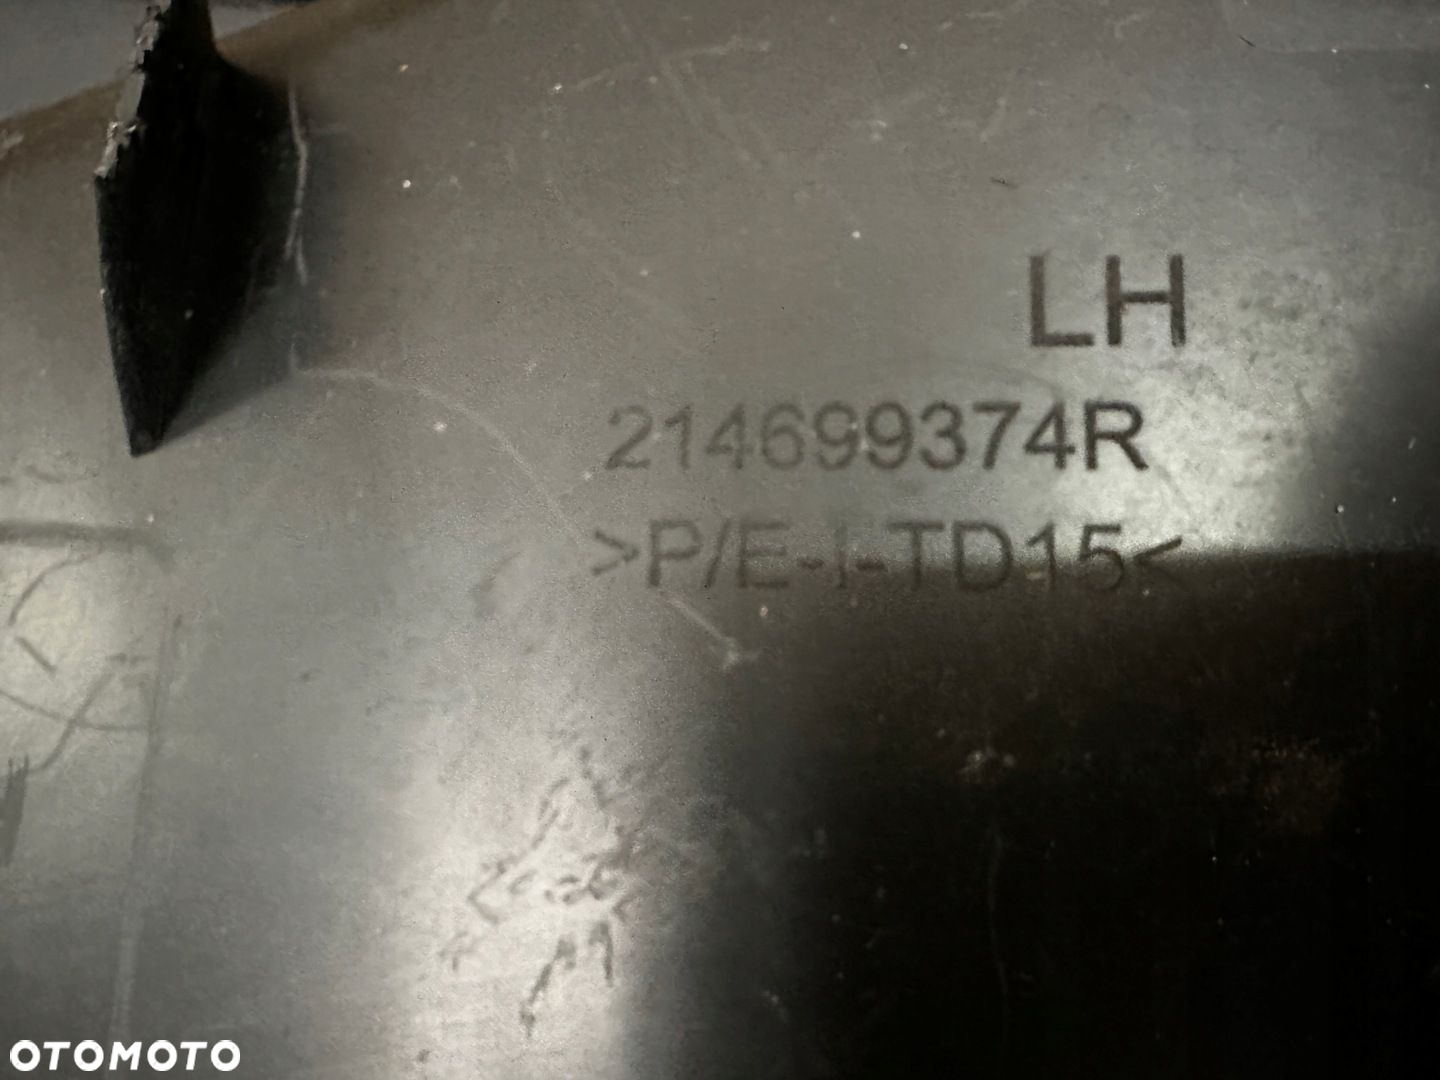 LH
214699374R
>P/E-I-TD15<
OTOMOTO